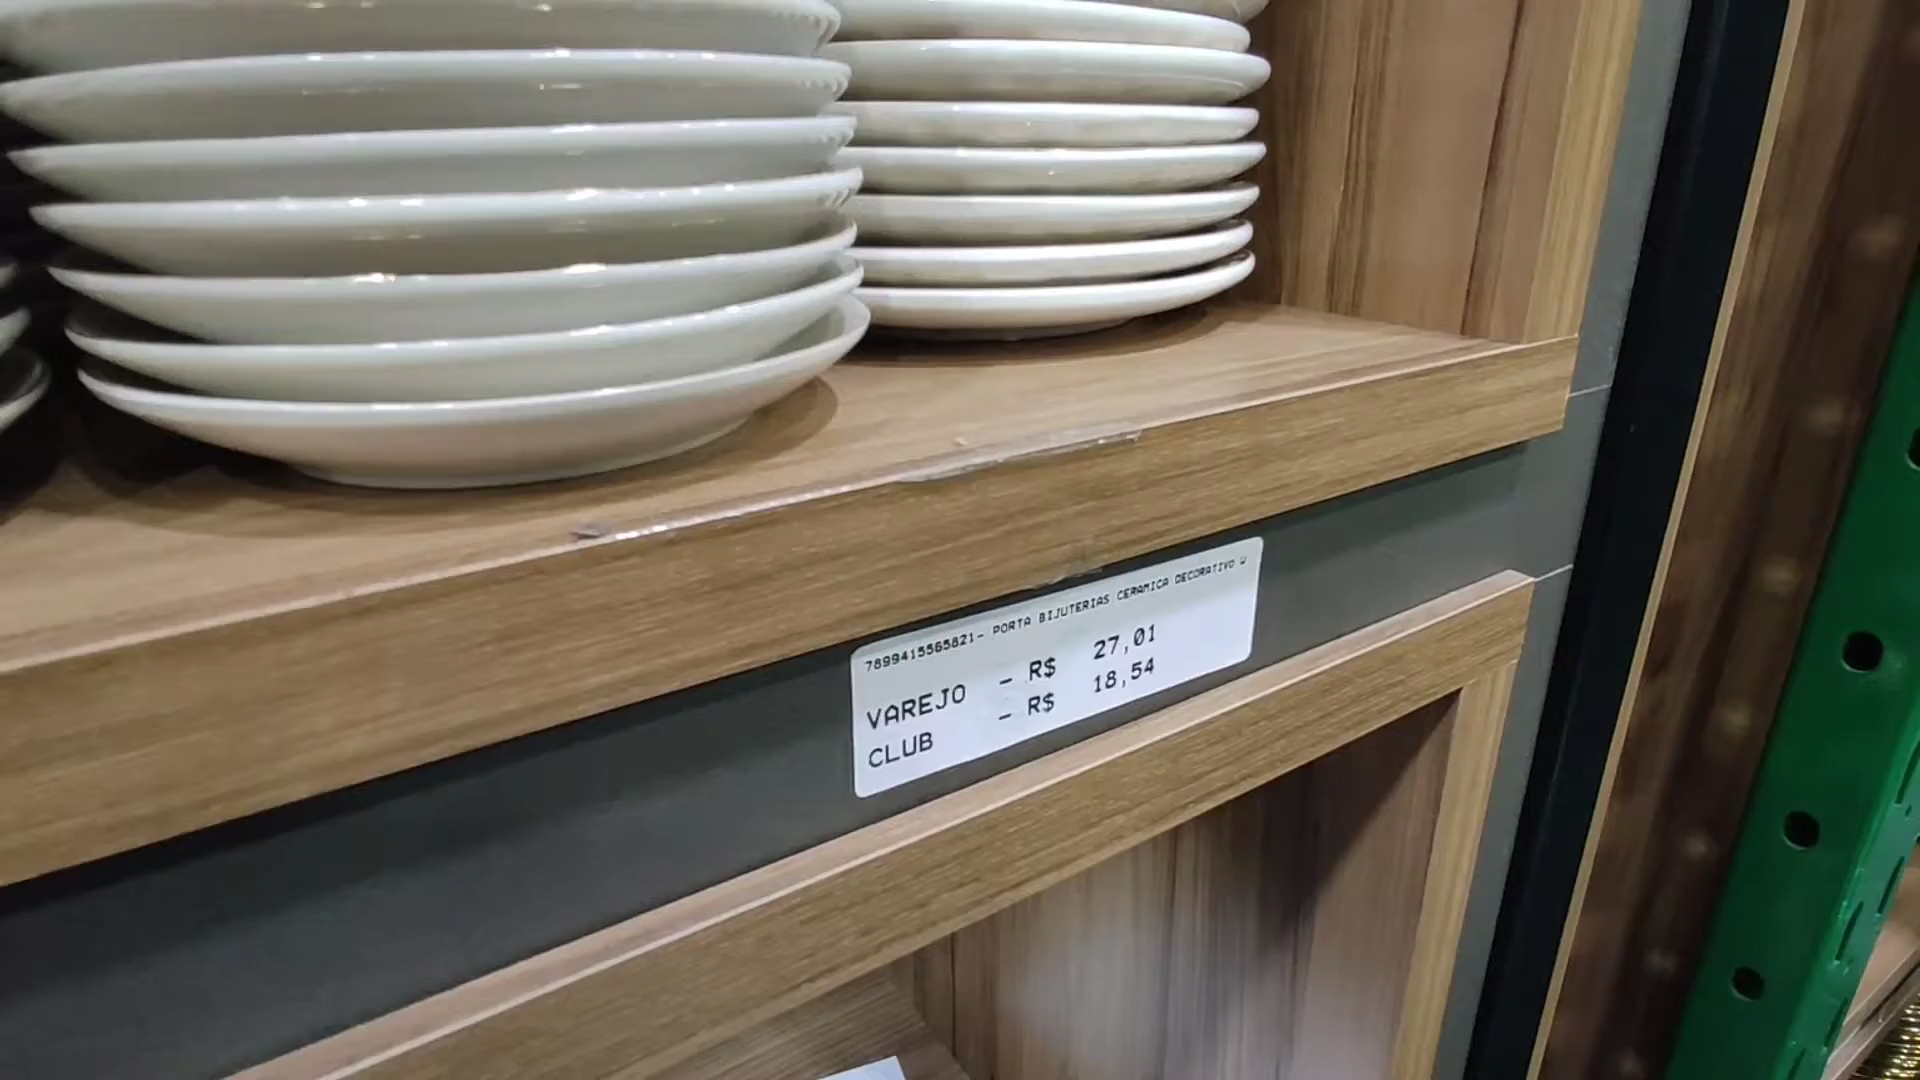 7899415565821- PORTA BIJUTERIAS CERAMICA DECORATIVO W
VAREJO – R$ 27,01
CLUB – R$ 18,54